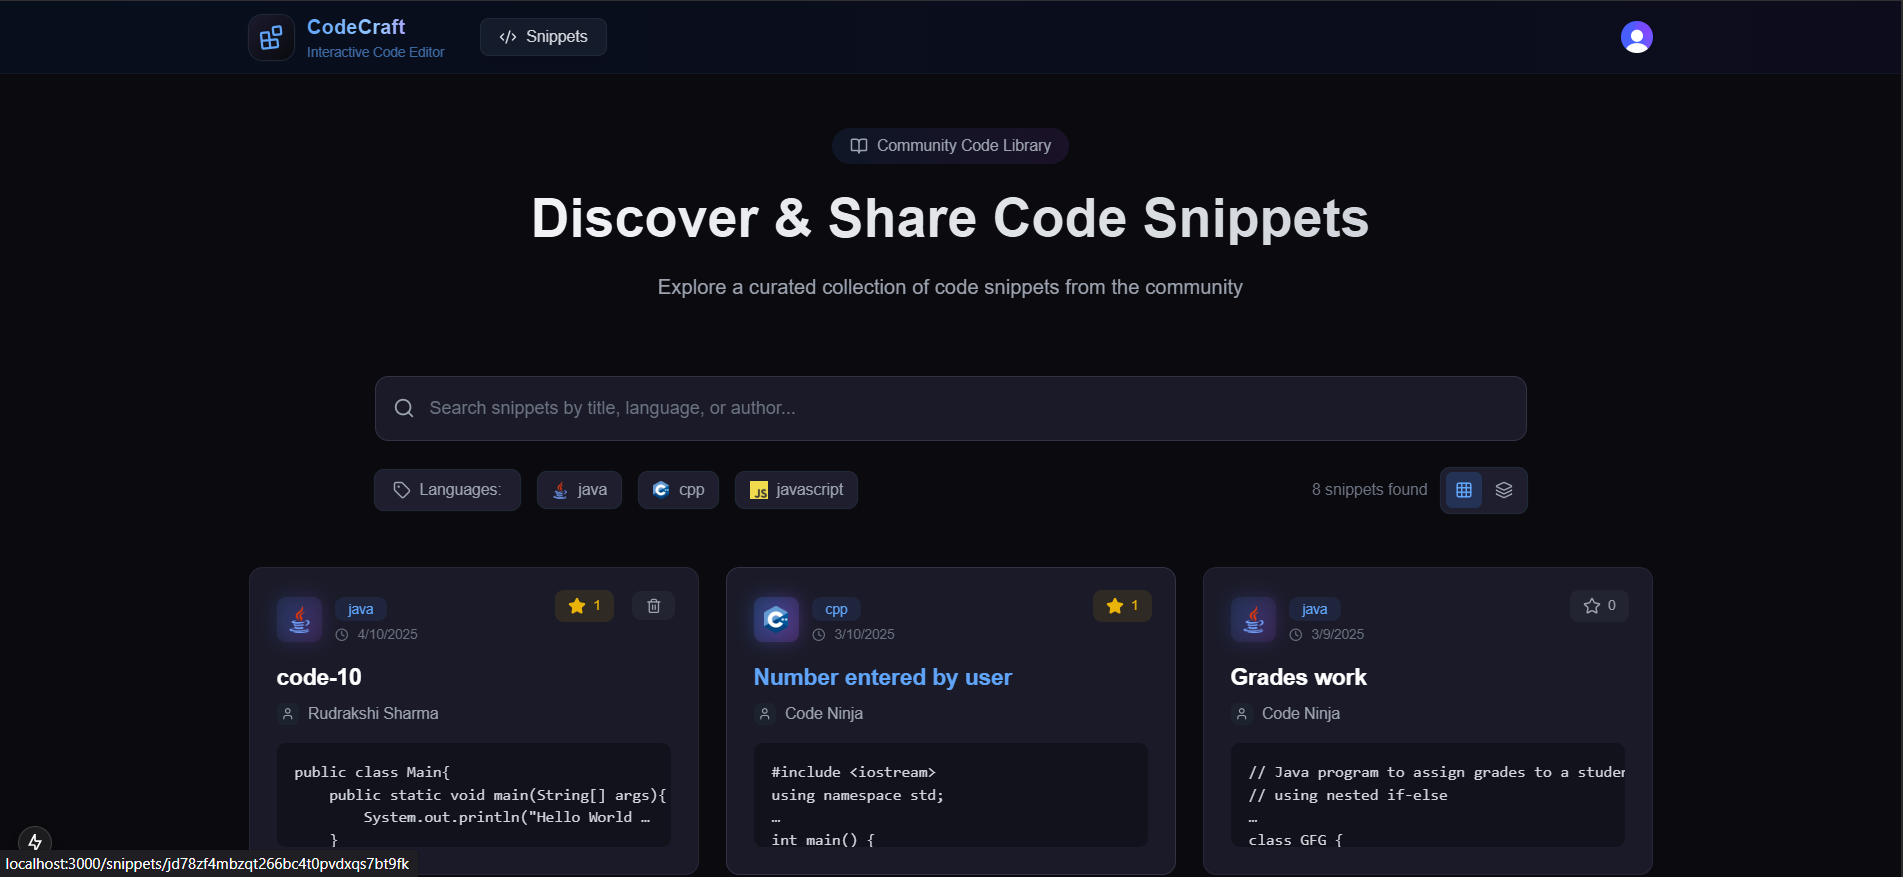 CodeCraft
Interactive Code Editor
</> Snippets
Community Code Library
Discover & Share Code Snippets
Explore a curated collection of code snippets from the community
Search snippets by title, language, or author...
Languages:
java
cpp
JS javascript
8 snippets found
java
4/10/2025
1
code-10
Rudrakshi Sharma
public class Main{
    public static void main(String[] args){
        System.out.println("Hello World …
    }
C cpp
3/10/2025
1
Number entered by user
Code Ninja
#include <iostream>
using namespace std;
…
int main() {
java
3/9/2025
0
Grades work
Code Ninja
// Java program to assign grades to a studen
// using nested if-else
…
class GFG {
localhost:3000/snippets/jd78zf4mbzqt266bc4t0pvdxqs7bt9fk